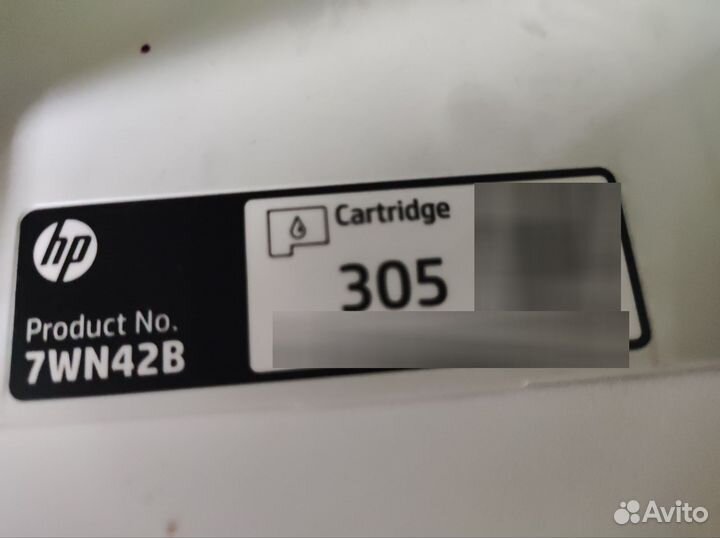 hp
Product No.
7WN42B
Cartridge
305
Avito